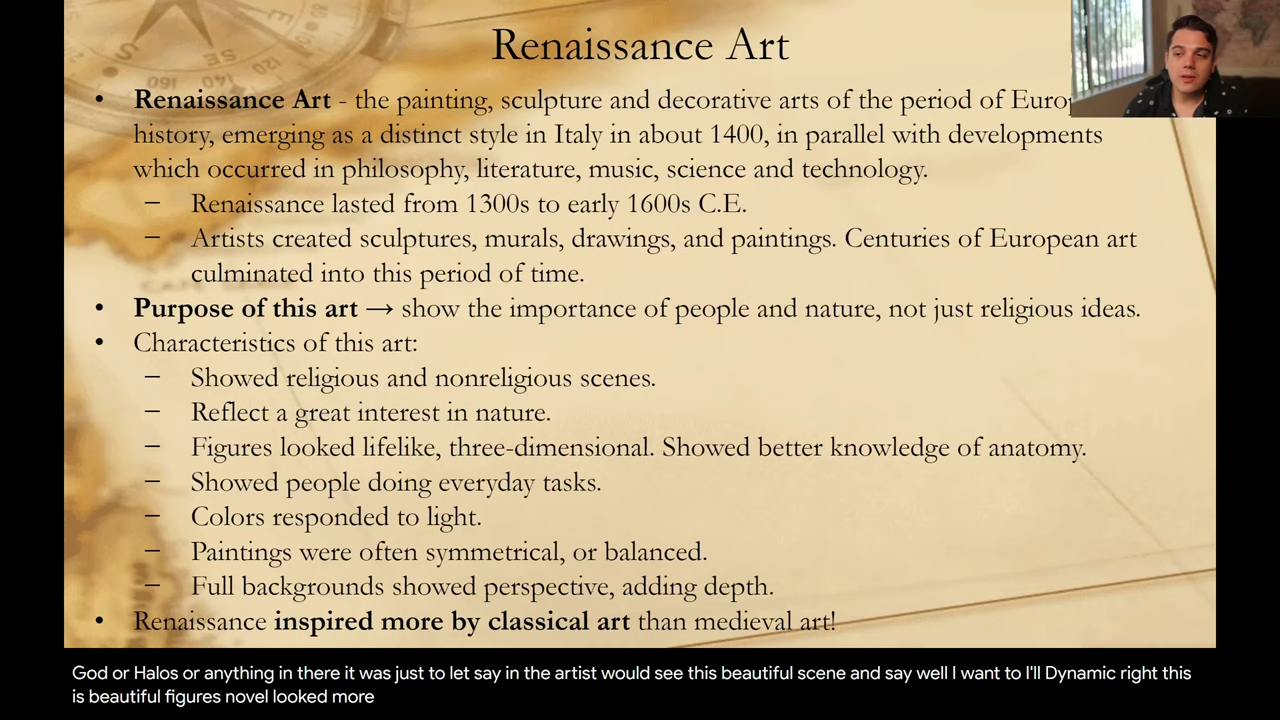 Renaissance Art
• Renaissance Art - the painting, sculpture and decorative arts of the period of
history, emerging as a distinct style in Italy in about 1400, in parallel with developments
which occurred in philosophy, literature, music, science and technology.
– Renaissance lasted from 1300s to early 1600s C.E.
– Artists created sculptures, murals, drawings, and paintings. Centuries of European art
culminated into this period of time.
• Purpose of this art → show the importance of people and nature, not just religious ideas.
• Characteristics of this art:
– Showed religious and nonreligious scenes.
– Reflect a great interest in nature.
– Figures looked lifelike, three-dimensional. Showed better knowledge of anatomy.
– Showed people doing everyday tasks.
– Colors responded to light.
– Paintings were often symmetrical, or balanced.
– Full backgrounds showed perspective, adding depth.
• Renaissance inspired more by classical art than medieval art!
God or Halos or anything in there it was just to let say in the artist would see this beautiful scene and say well I want to I'll Dynamic right this
is beautiful figures novel looked more